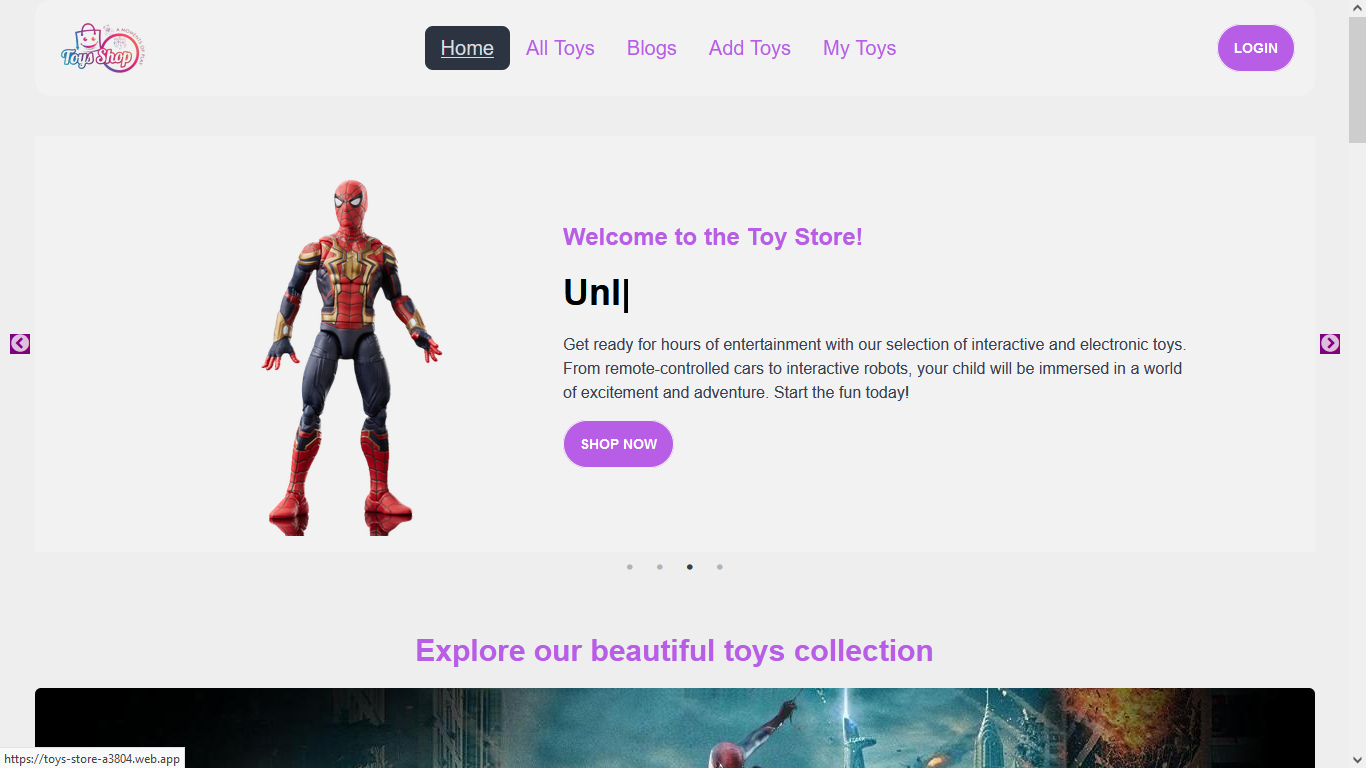 Toys Shop
Home
All Toys
Blogs
Add Toys
My Toys
LOGIN
Welcome to the Toy Store!
Unl
Get ready for hours of entertainment with our selection of interactive and electronic toys.
From remote-controlled cars to interactive robots, your child will be immersed in a world
of excitement and adventure. Start the fun today!
SHOP NOW
Explore our beautiful toys collection
https://toys-store-a3804.web.app